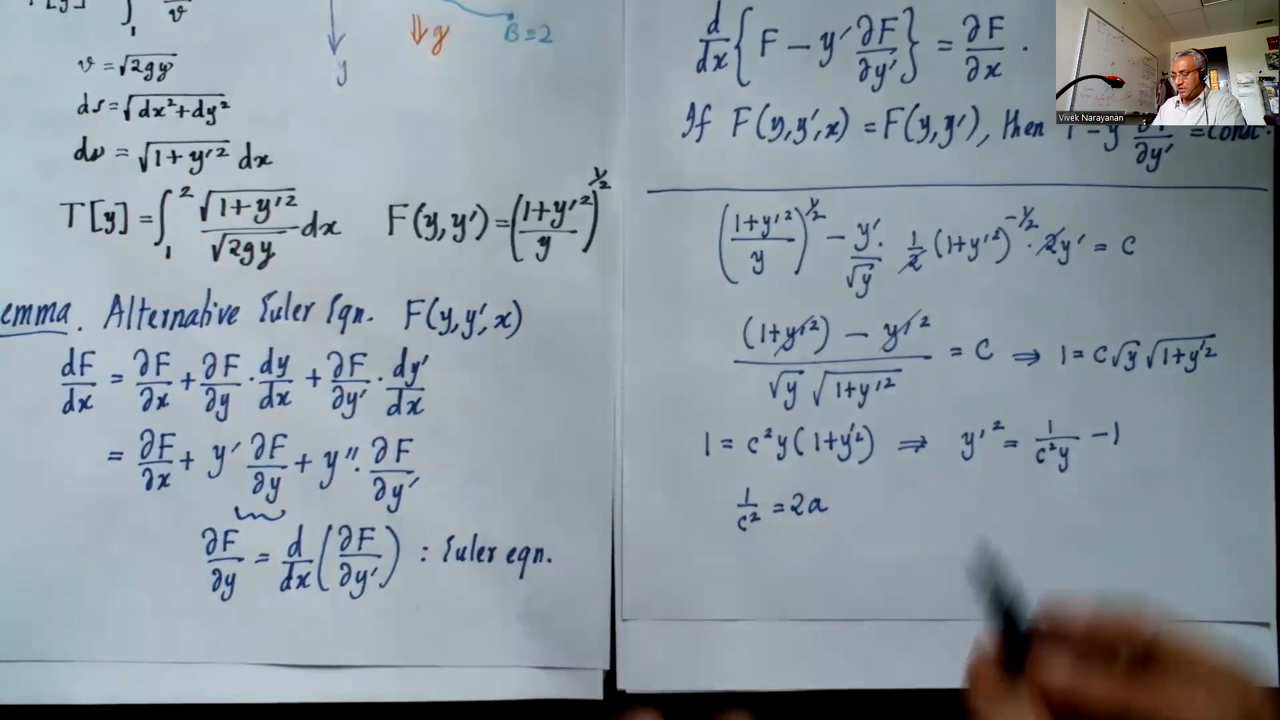 v
1
y
y
B=2
v = √2gy
ds = √dx² + dy²
ds = √1 + y'² dx
T[y] = ∫₁² √1 + y'² / √2gy dx F(y, y') = (1 + y'² / y)^1/2
emma. Alternative Euler Eqn. F(y, y', x)
dF/dx = ∂F/∂x + ∂F/∂y · dy/dx + ∂F/∂y' · dy'/dx
= ∂F/∂x + y' ∂F/∂y + y'' · ∂F/∂y'
∂F/∂y = d/dx (∂F/∂y') : Euler eqn.
d/dx {F − y' ∂F/∂y'} = ∂F/∂x .
If F(y, y', x) = F(y, y'), then ∂y' = const.
(1 + y'² / y)^1/2 − y'/√y · 1/2 (1 + y'²)^−1/2 · 2y' = C
(1 + y'²) − y'² / √y √1 + y'² = C ⇒ 1 = C √y √1 + y'²
1 = c² y (1 + y'²) ⇒ y'² = 1/c²y − 1
1/c² = 2a
Vivek Narayanan